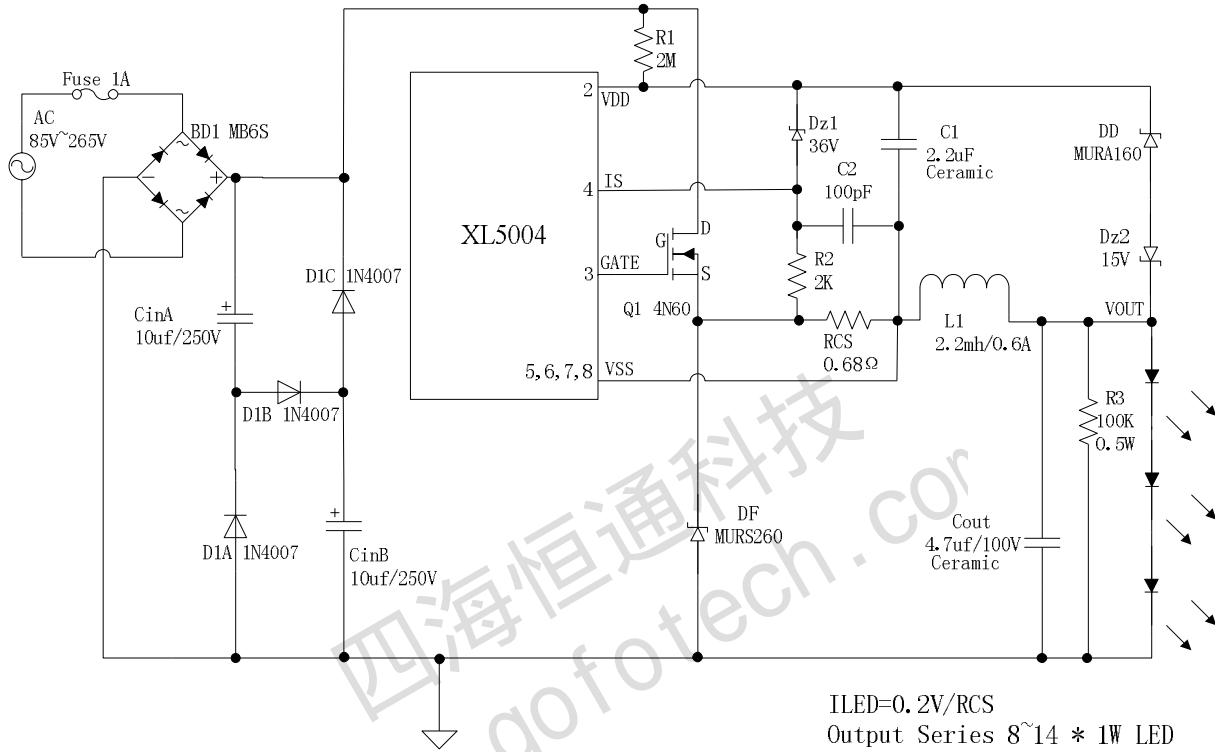 R1
2M
Fuse 1A
AC
85V~265V
BD1 MB6S
~
~
−
+
~
2
VDD
Dz1
36V
C1
2.2uF
Ceramic
DD
MURA160
C2
100pF
4
IS
XL5004
G
D
S
R2
2K
Dz2
15V
3
GATE
D1C 1N4007
Q1 4N60
CinA
10uf/250V
+
VOUT
L1
2.2mh/0.6A
RCS
0.68Ω
5,6,7,8
VSS
D1B 1N4007
R3
100K
0.5W
+
D1A 1N4007
CinB
10uf/250V
DF
MURS260
Cout
4.7uf/100V
Ceramic
四海恒通科技
gofotech.com
ILED=0.2V/RCS
Output Series 8~14 * 1W LED